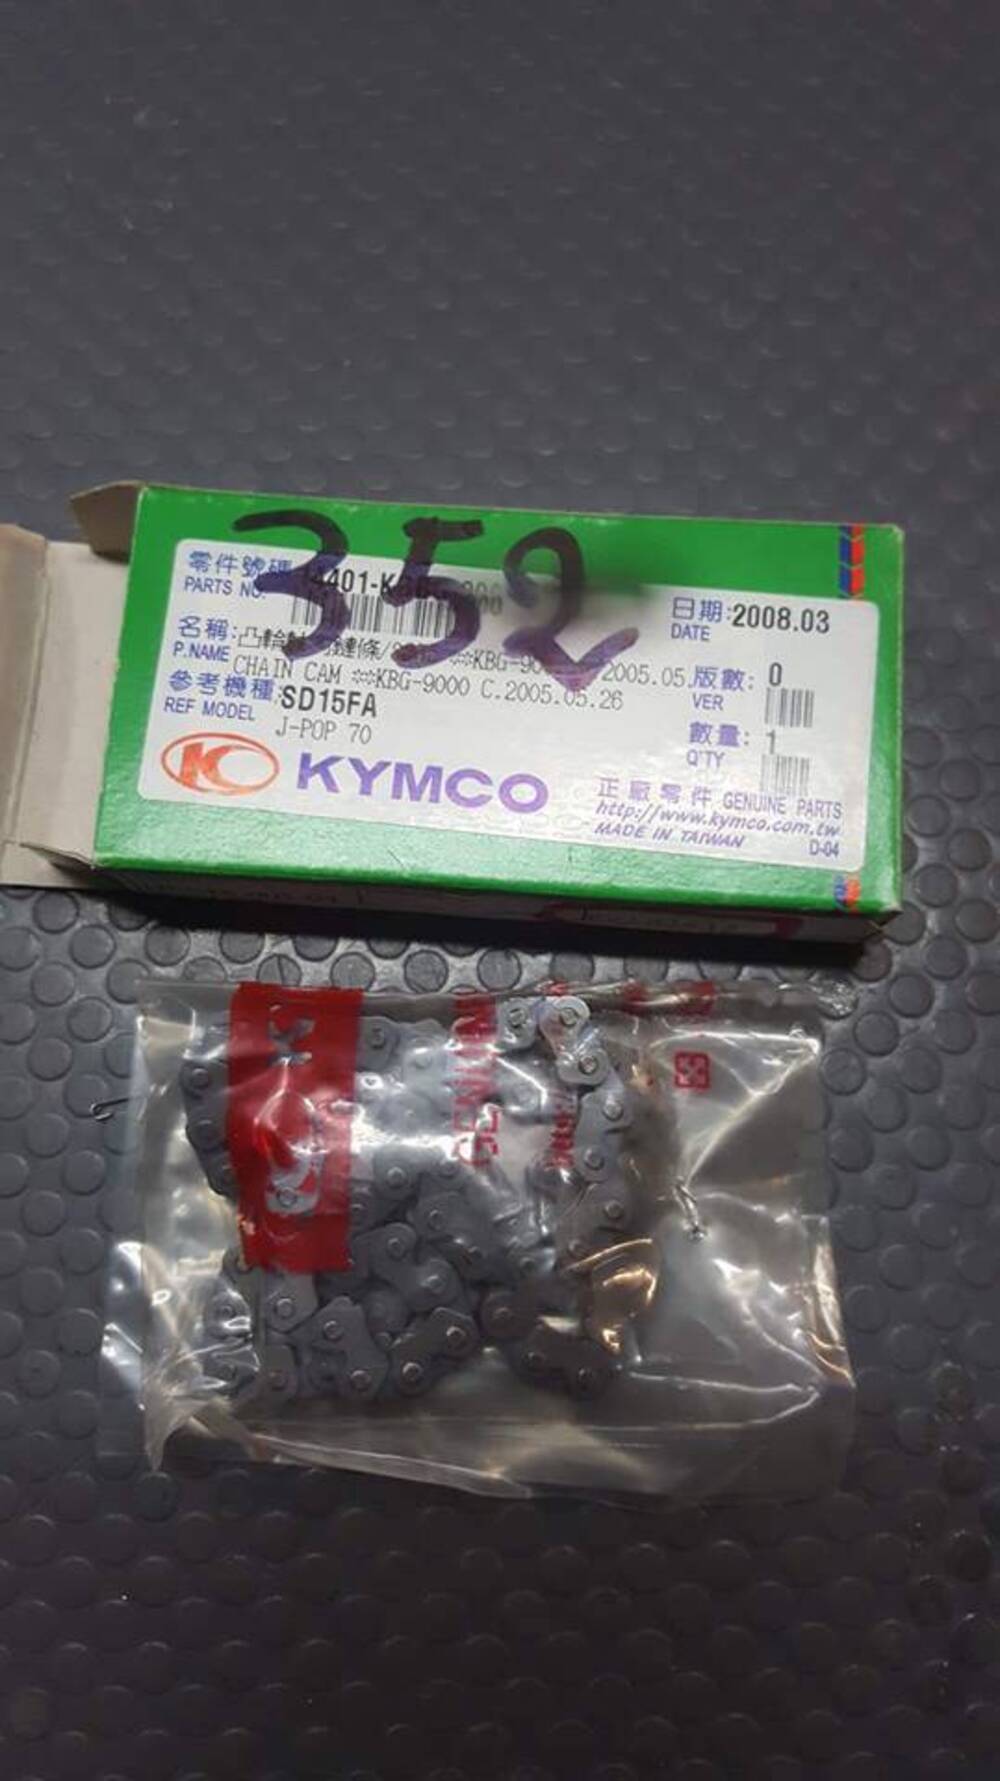 352
零件號碼
PARTS NO.
日期:2008.03
DATE
名稱:凸輪
鏈條
P.NAME CHAIN CAM ※※KBG-9000 C.2005.05.26
版數: 0
VER
參考機種:SD15FA
REF MODEL J-POP 70
數量: 1
Q'TY
KYMCO
正廠零件 GENUINE PARTS
http://www.kymco.com.tw
MADE IN TAIWAN
D-04